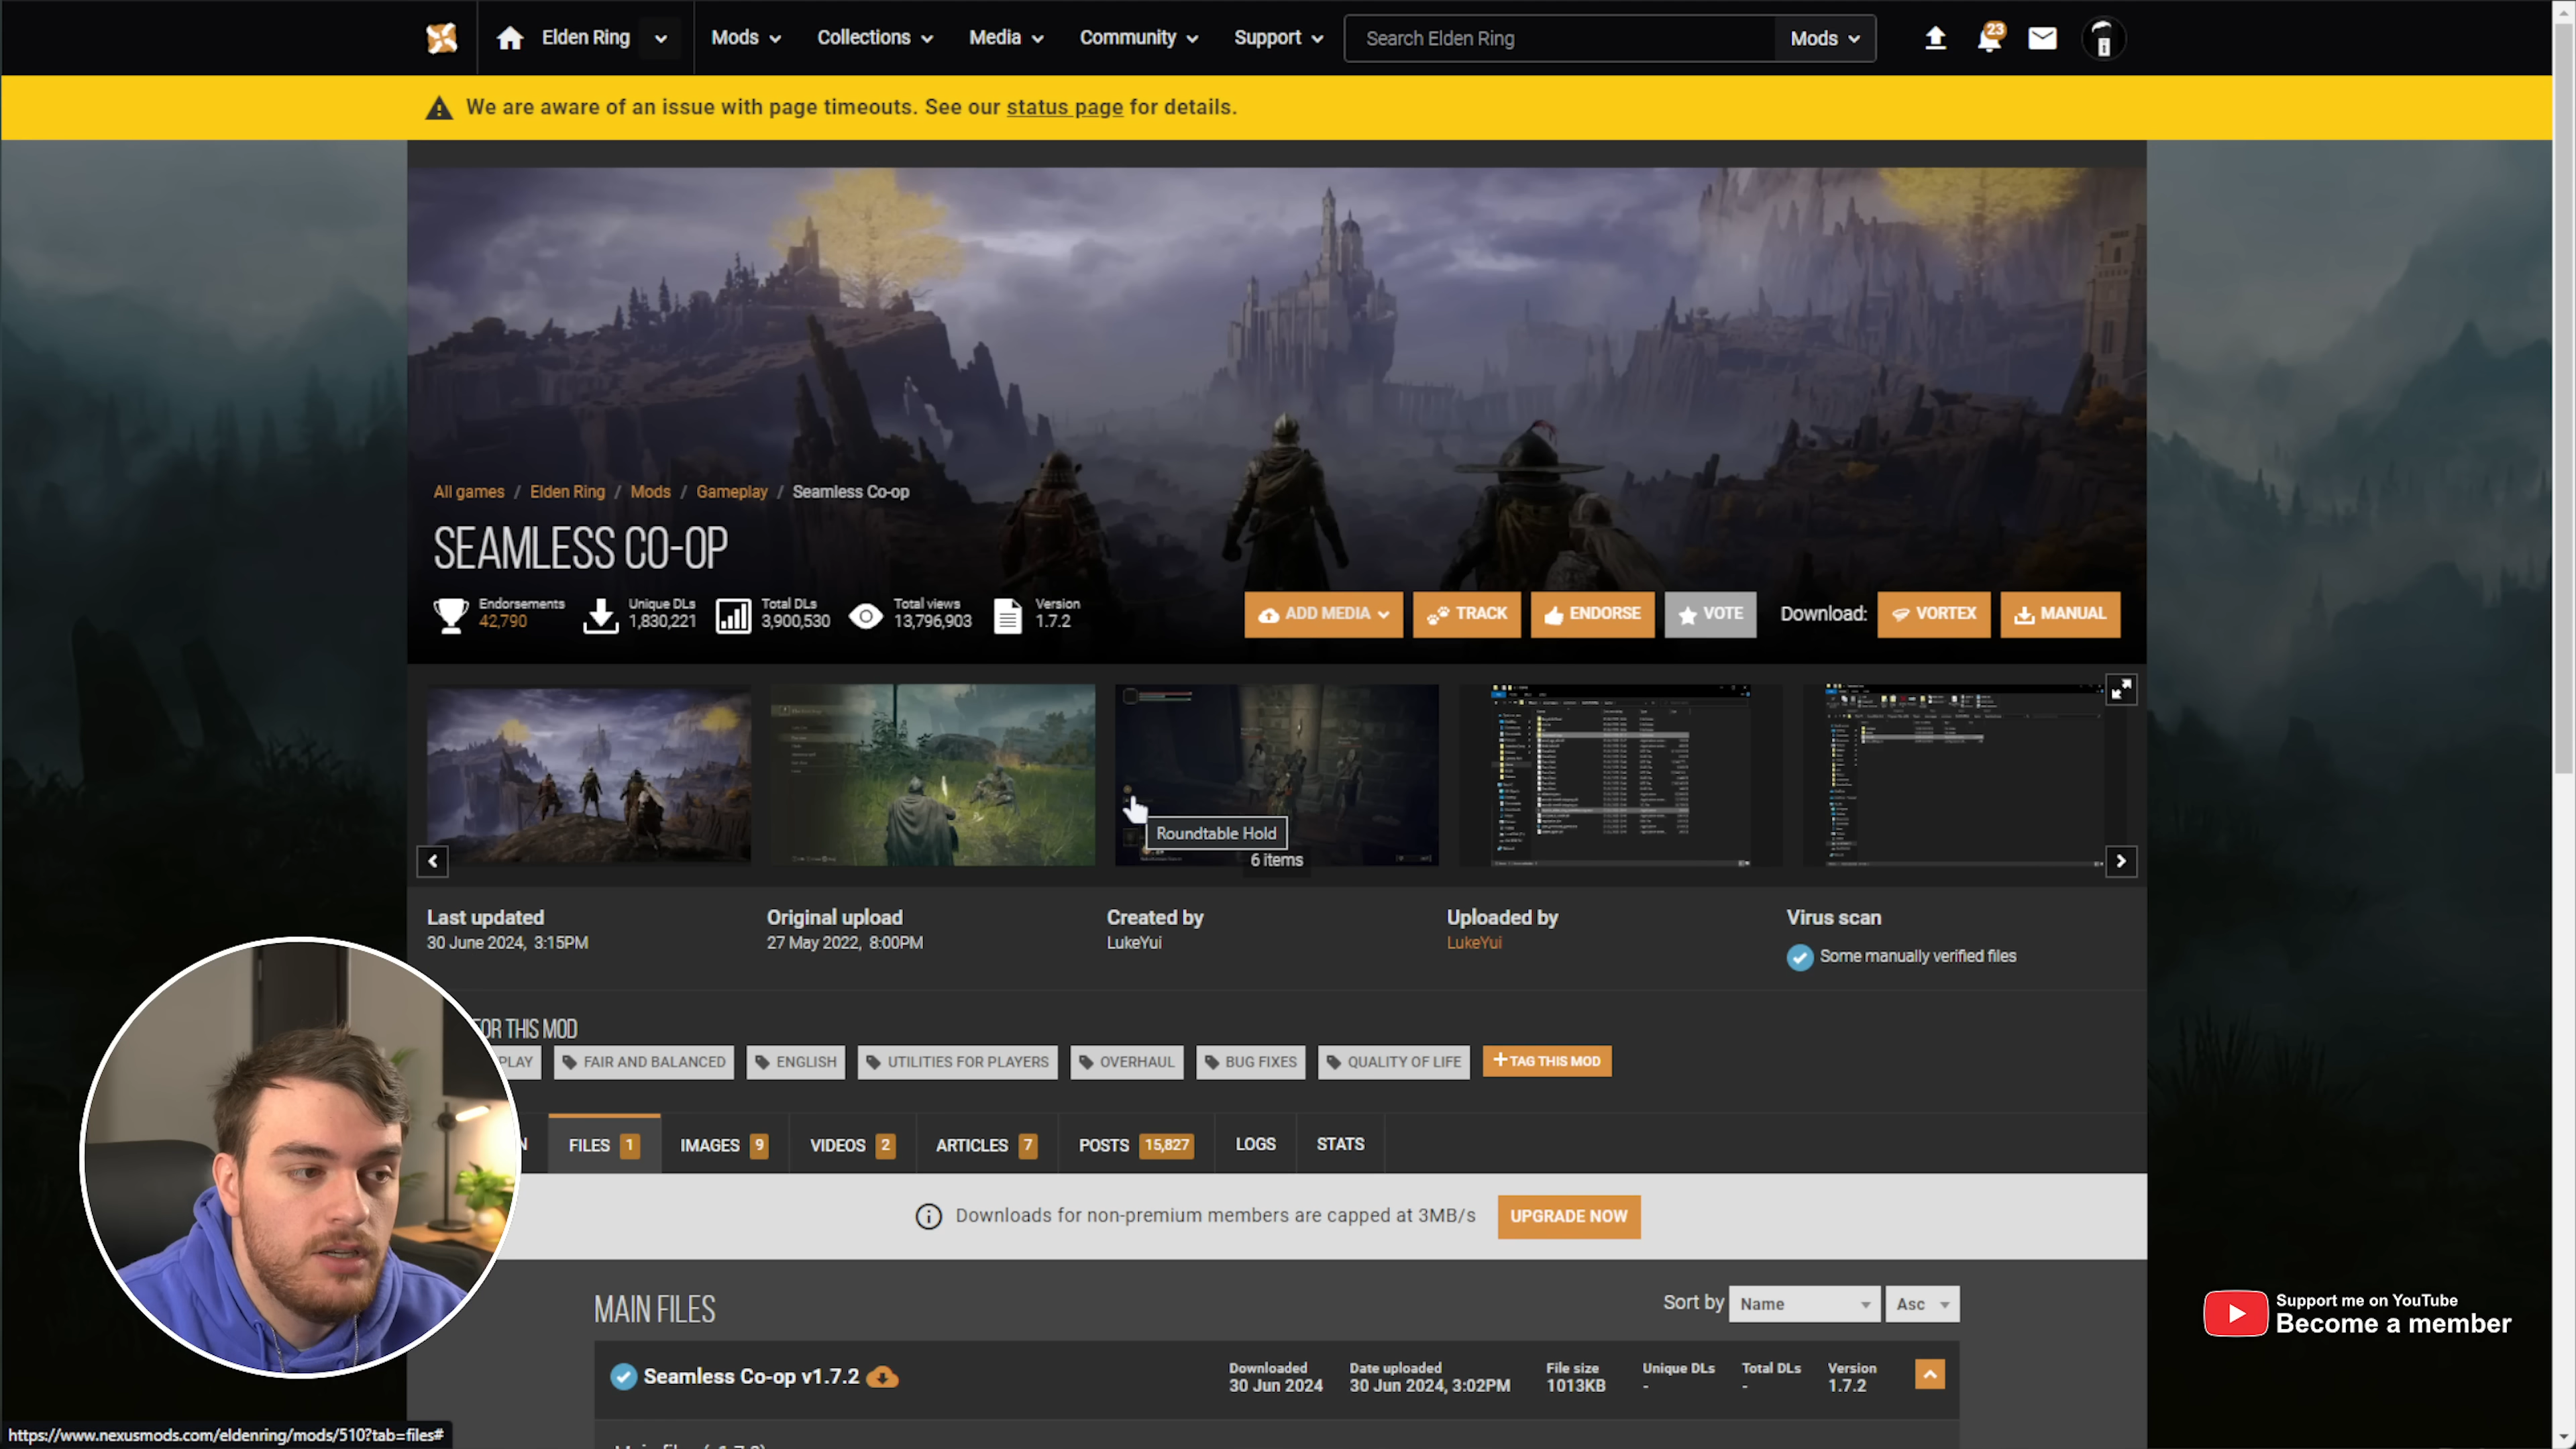 Elden Ring
Mods
Collections
Media
Community
Support
Search Elden Ring
Mods
23
We are aware of an issue with page timeouts. See our status page for details.
All games / Elden Ring / Mods / Gameplay / Seamless Co-op
SEAMLESS CO-OP
Endorsements
42,790
Unique DLs
1,830,221
Total DLs
3,900,530
Total views
13,796,903
Version
1.7.2
ADD MEDIA
TRACK
ENDORSE
VOTE
Download:
VORTEX
MANUAL
Roundtable Hold
6 items
Last updated
30 June 2024, 3:15PM
Original upload
27 May 2022, 8:00PM
Created by
LukeYui
Uploaded by
LukeYui
Virus scan
Some manually verified files
FOR THIS MOD
PLAY
FAIR AND BALANCED
ENGLISH
UTILITIES FOR PLAYERS
OVERHAUL
BUG FIXES
QUALITY OF LIFE
+TAG THIS MOD
N
FILES 1
IMAGES 9
VIDEOS 2
ARTICLES 7
POSTS 15,827
LOGS
STATS
Downloads for non-premium members are capped at 3MB/s
UPGRADE NOW
MAIN FILES
Sort by
Name
Asc
Seamless Co-op v1.7.2
Downloaded
30 Jun 2024
Date uploaded
30 Jun 2024, 3:02PM
File size
1013KB
Unique DLs
-
Total DLs
-
Version
1.7.2
Support me on YouTube
Become a member
https://www.nexusmods.com/eldenring/mods/510?tab=files#